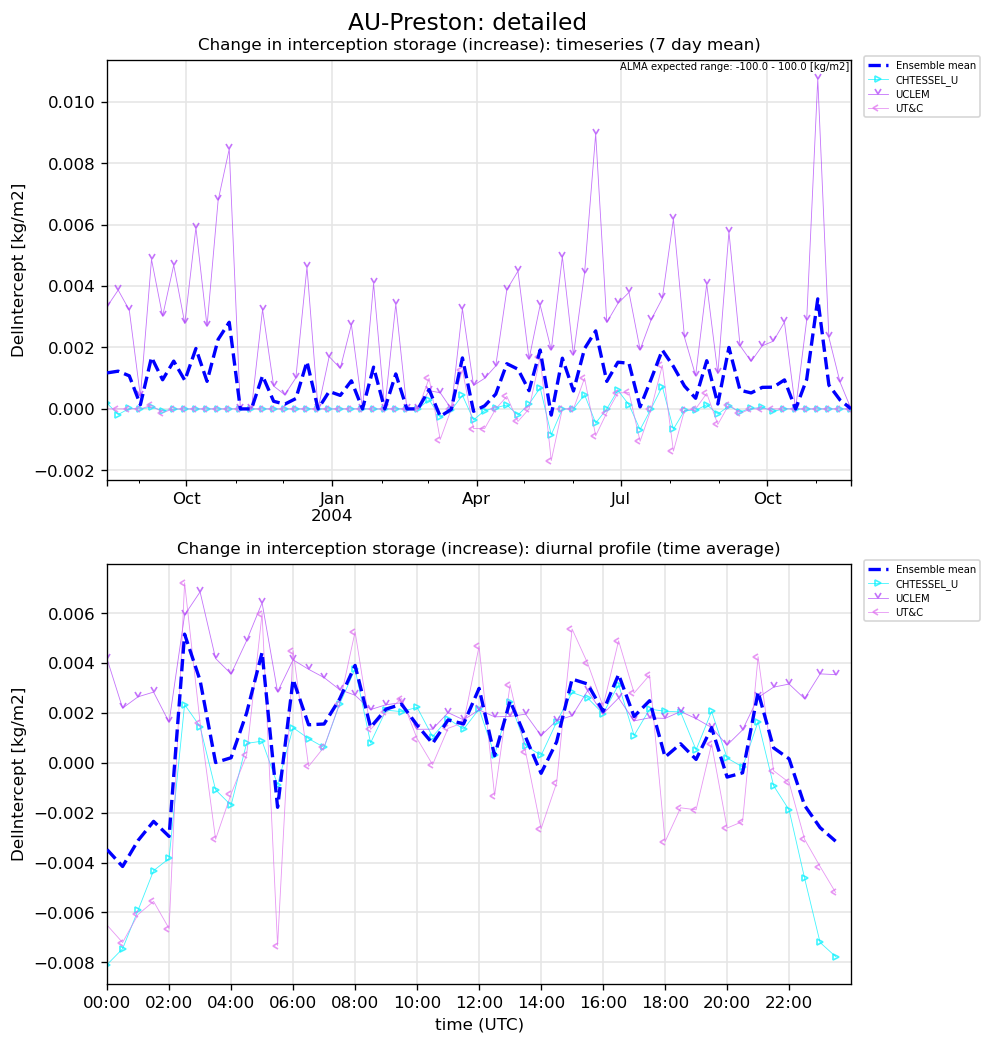 AU-Preston: detailed
Change in interception storage (increase): timeseries (7 day mean)
ALMA expected range: -100.0 - 100.0 [kg/m2]
Ensemble mean
CHTESSEL_U
UCLEM
UT&C
DelIntercept [kg/m2]
0.010
0.008
0.006
0.004
0.002
0.000
−0.002
Oct
Jan
2004
Apr
Jul
Oct
Change in interception storage (increase): diurnal profile (time average)
Ensemble mean
CHTESSEL_U
UCLEM
UT&C
DelIntercept [kg/m2]
0.006
0.004
0.002
0.000
−0.002
−0.004
−0.006
−0.008
00:00 02:00 04:00 06:00 08:00 10:00 12:00 14:00 16:00 18:00 20:00 22:00
time (UTC)